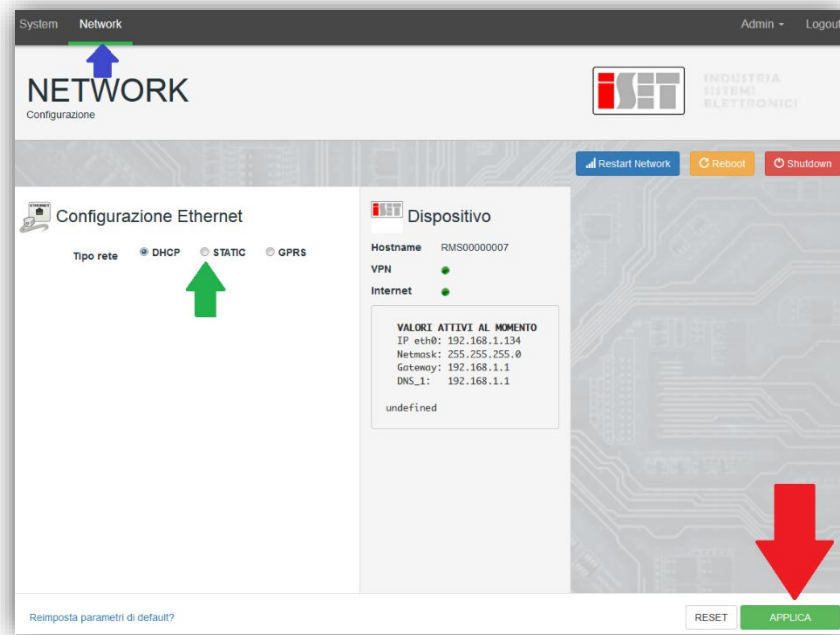 System Network Admin Logout
NETWORK
Configurazione
iSET
INDUSTRIA
SISTEMI
ELETTRONICI
Restart Network Reboot Shutdown
Configurazione Ethernet
Tipo rete DHCP STATIC GPRS
iSET Dispositivo
Hostname RMS00000007
VPN
Internet
VALORI ATTIVI AL MOMENTO
IP eth0: 192.168.1.134
Netmask: 255.255.255.0
Gateway: 192.168.1.1
DNS_1: 192.168.1.1
undefined
Reimposta parametri di default?
RESET APPLICA